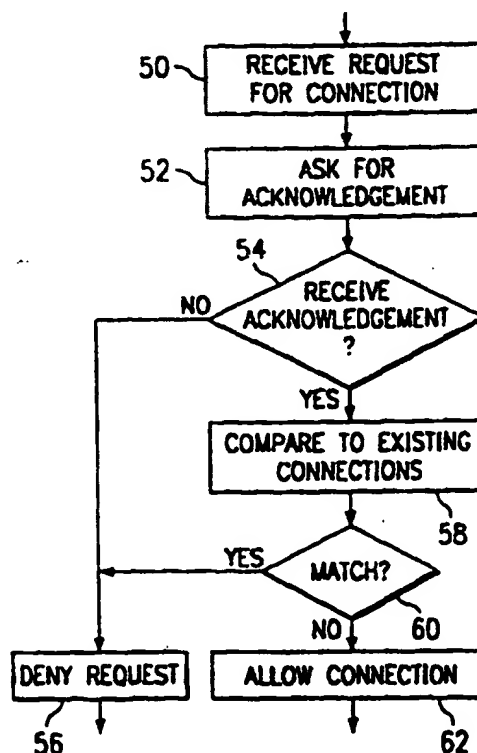 50
RECEIVE REQUEST
FOR CONNECTION
52
ASK FOR
ACKNOWLEDGEMENT
54
NO
RECEIVE
ACKNOWLEDGEMENT
?
YES
COMPARE TO EXISTING
CONNECTIONS
58
YES
MATCH?
NO
60
DENY REQUEST
ALLOW CONNECTION
56
62